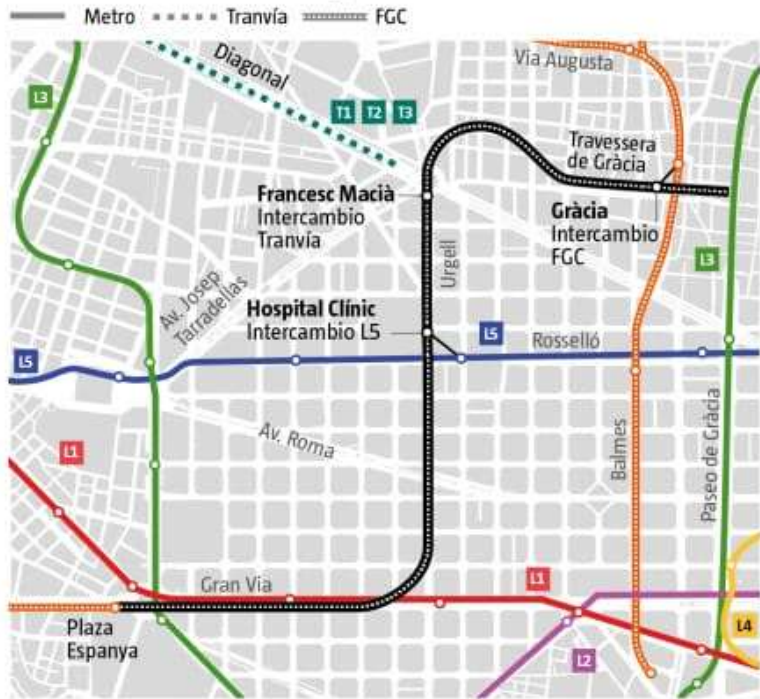 Metro Tranvía FGC
Via Augusta
Diagonal
L3
T1 T2 T3
Travessera
de Gràcia
Francesc Macià
Intercambio
Tranvía
Gràcia
Intercambio
FGC
Urgell
L3
Av. Josep
Tarradellas
Hospital Clínic
Intercambio L5
L5
Rosselló
L5
Av. Roma
L1
Balmes
Paseo de Gràcia
Gran Via
L1
Plaza
Espanya
L2
L4